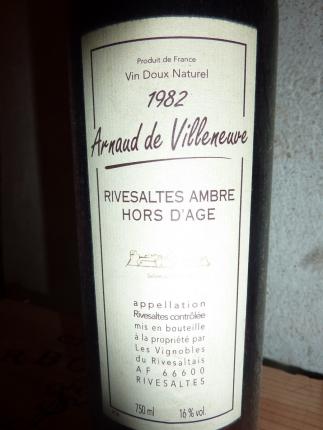 Produit de France
Vin Doux Naturel
1982
Arnaud de Villeneuve
RIVESALTES AMBRE
HORS D'AGE
appellation
Rivesaltes contrôlée
mis en bouteille
à la propriété par
Les Vignobles
du Rivesaltais
AF 66600
RIVESALTES
750 ml 16 % vol.